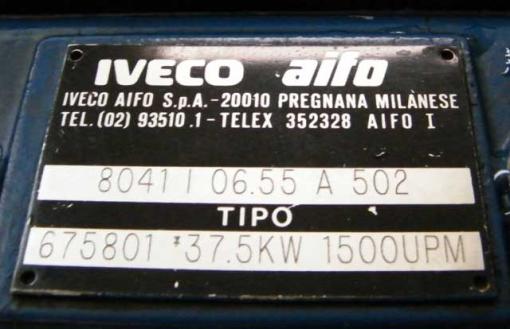 IVECO aifo
IVECO AIFO S.p.A.-20010 PREGNANA MILANESE
TEL.(02) 93510.1-TELEX 352328 AIFO I
8041 I 06.55 A 502
TIPO
675801 *37.5KW 1500UPM